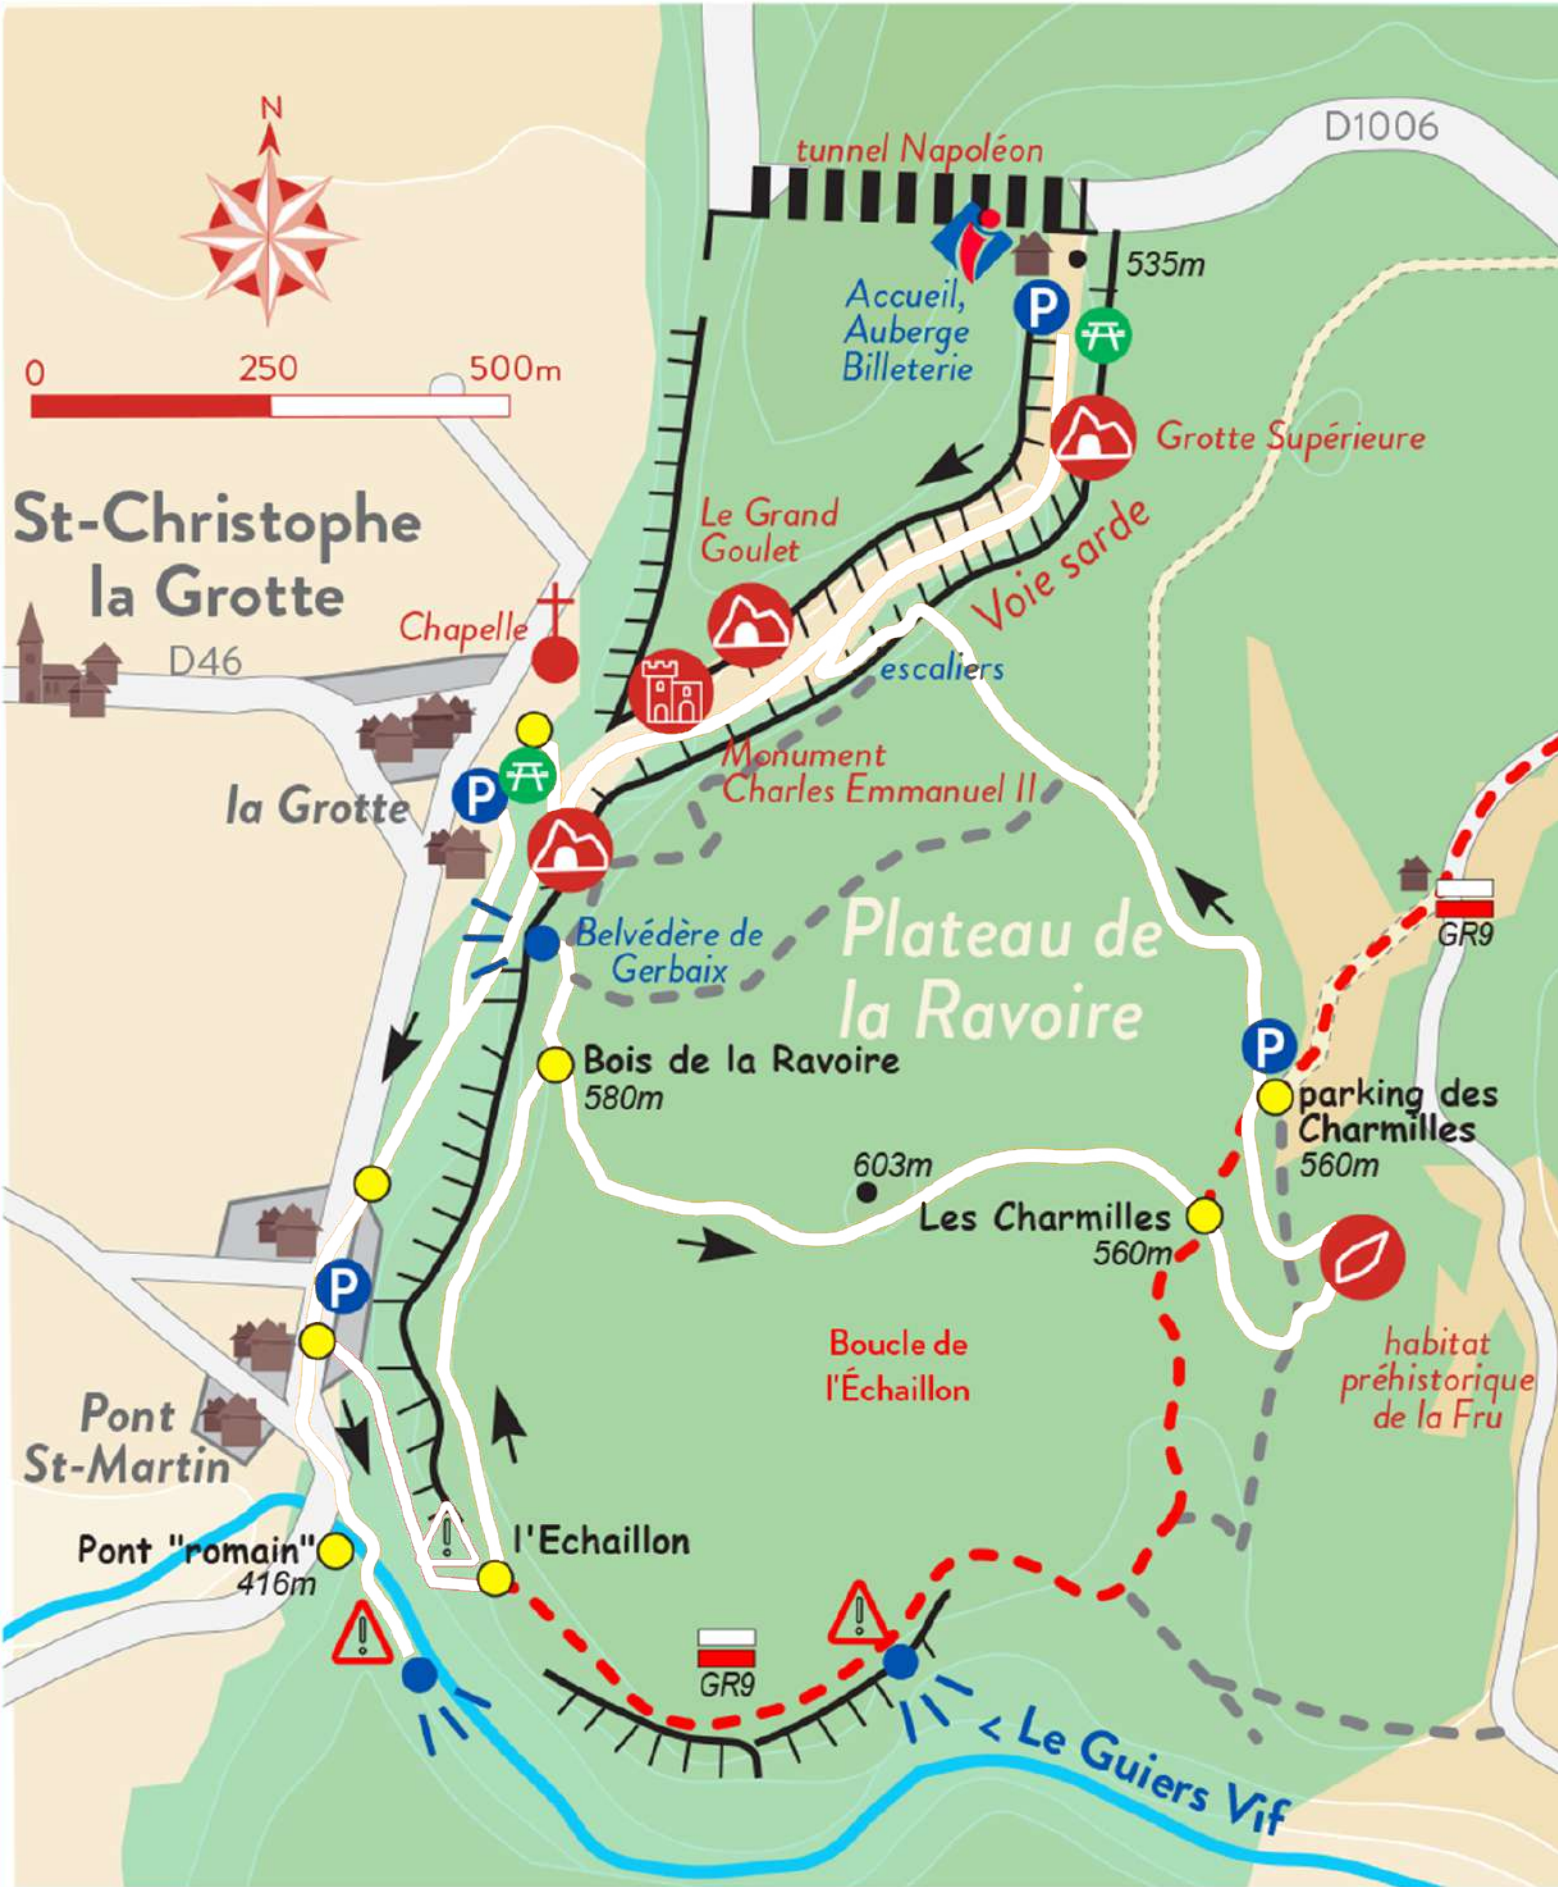 D1006
tunnel Napoléon
N
535m
P
Accueil,
Auberge
Billeterie
0 250 500m
Grotte Supérieure
St-Christophe
la Grotte
Le Grand
Goulet
Voie sarde
Chapelle
D46
escaliers
Monument
Charles Emmanuel II
P
la Grotte
Plateau de
la Ravoire
Belvédère de
Gerbaix
GR9
P
Bois de la Ravoire
580m
parking des
Charmilles
560m
603m
Les Charmilles
560m
P
Boucle de
l'Échaillon
habitat
préhistorique
de la Fru
Pont
St-Martin
!
l'Echaillon
Pont "romain"
416m
!
!
GR9
< Le Guiers Vif